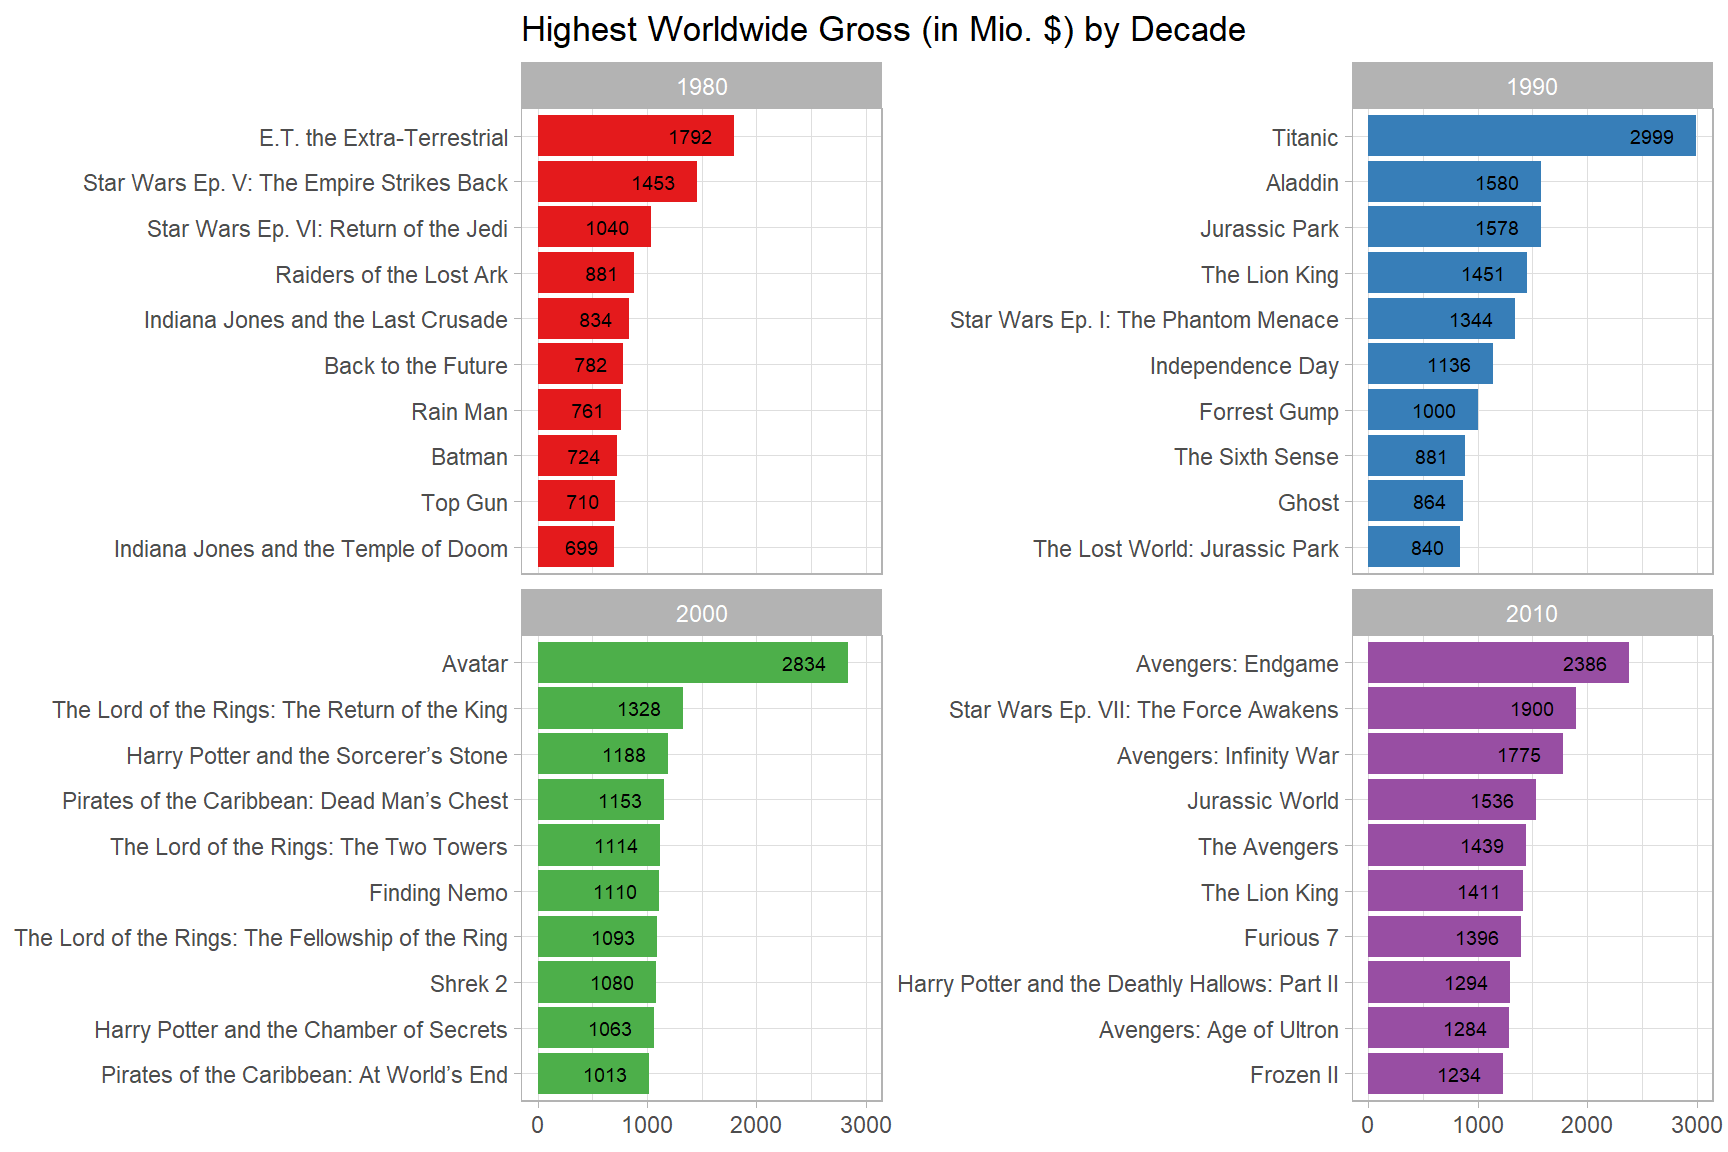 Highest Worldwide Gross (in Mio. $) by Decade
1980
E.T. the Extra-Terrestrial 1792
Star Wars Ep. V: The Empire Strikes Back 1453
Star Wars Ep. VI: Return of the Jedi 1040
Raiders of the Lost Ark 881
Indiana Jones and the Last Crusade 834
Back to the Future 782
Rain Man 761
Batman 724
Top Gun 710
Indiana Jones and the Temple of Doom 699
1990
Titanic 2999
Aladdin 1580
Jurassic Park 1578
The Lion King 1451
Star Wars Ep. I: The Phantom Menace 1344
Independence Day 1136
Forrest Gump 1000
The Sixth Sense 881
Ghost 864
The Lost World: Jurassic Park 840
2000
Avatar 2834
The Lord of the Rings: The Return of the King 1328
Harry Potter and the Sorcerer’s Stone 1188
Pirates of the Caribbean: Dead Man’s Chest 1153
The Lord of the Rings: The Two Towers 1114
Finding Nemo 1110
The Lord of the Rings: The Fellowship of the Ring 1093
Shrek 2 1080
Harry Potter and the Chamber of Secrets 1063
Pirates of the Caribbean: At World’s End 1013
0 1000 2000 3000
2010
Avengers: Endgame 2386
Star Wars Ep. VII: The Force Awakens 1900
Avengers: Infinity War 1775
Jurassic World 1536
The Avengers 1439
The Lion King 1411
Furious 7 1396
Harry Potter and the Deathly Hallows: Part II 1294
Avengers: Age of Ultron 1284
Frozen II 1234
0 1000 2000 3000